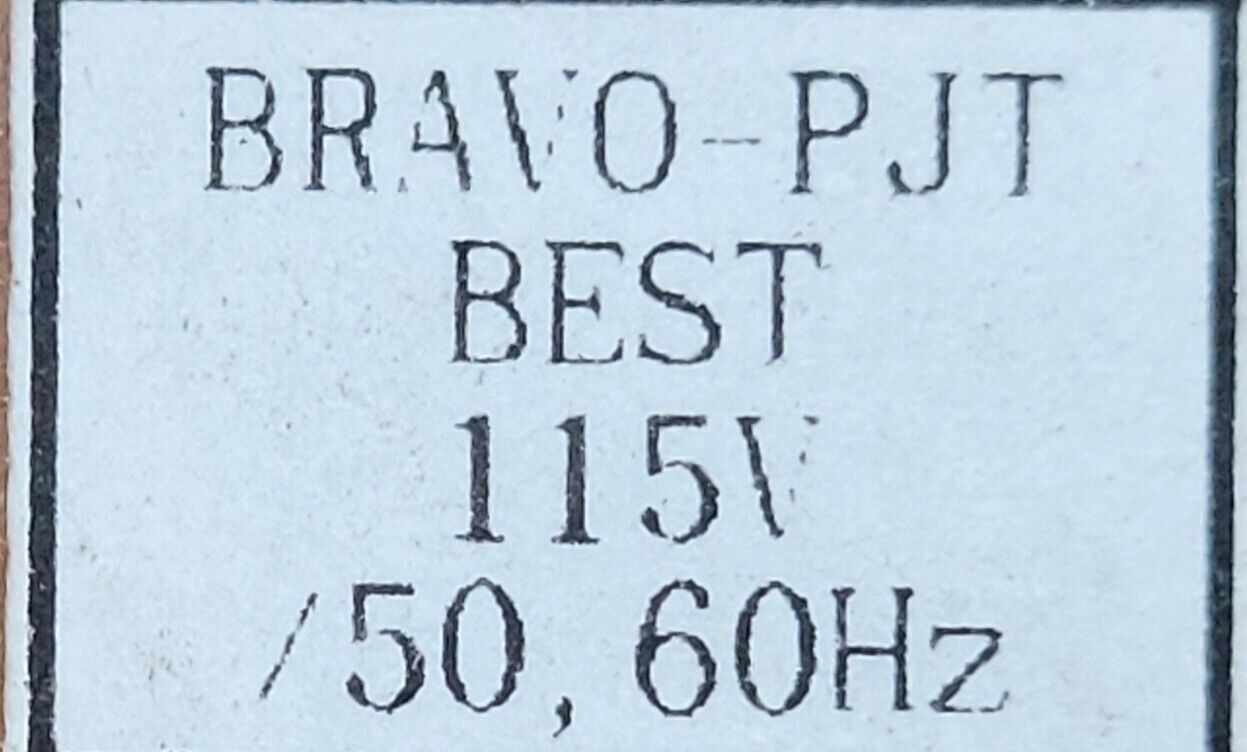 BRAVO-PJT
BEST
115V
/50,60Hz